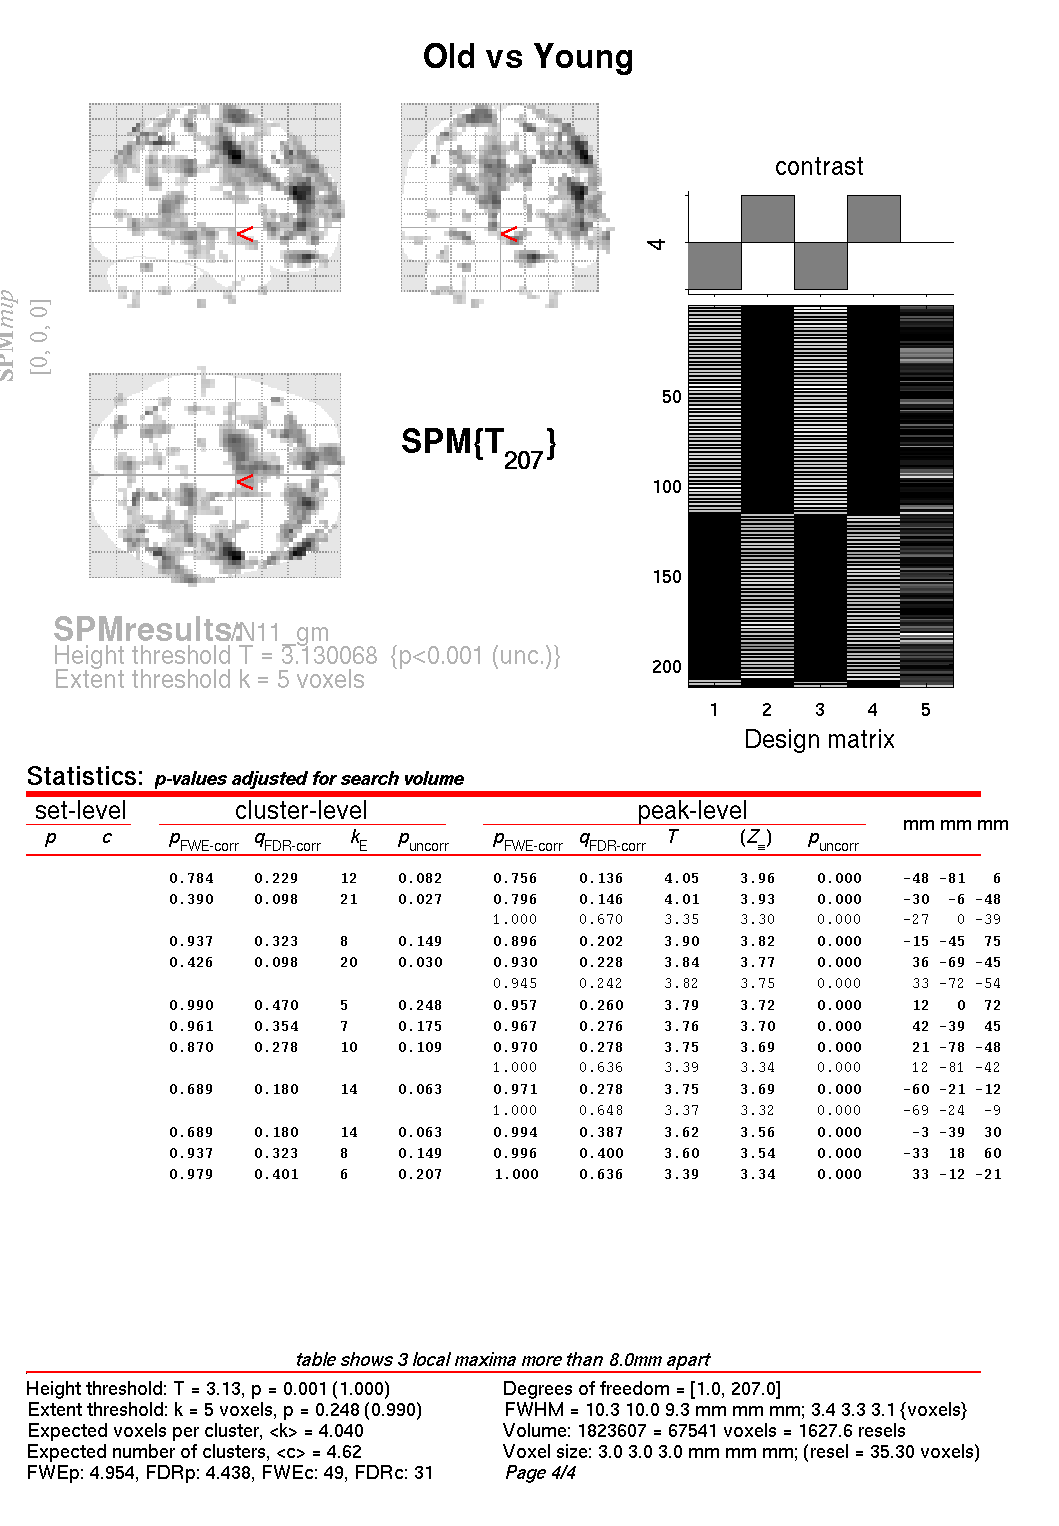 Old vs Young
contrast
4
SPMmip
[0, 0, 0]
<
<
<
SPM{T207}
50
100
150
200
1 2 3 4 5
Design matrix
SPMresults: ./N11_gm
Height threshold T = 3.130068 {p<0.001 (unc.)}
Extent threshold k = 5 voxels
Statistics: p-values adjusted for search volume
set-level cluster-level peak-level
p c pFWE-corr qFDR-corr kE puncorr pFWE-corr qFDR-corr T (Z≡) puncorr mm mm mm
0.784 0.229 12 0.082 0.756 0.136 4.05 3.96 0.000 -48 -81 6
0.390 0.098 21 0.027 0.796 0.146 4.01 3.93 0.000 -30 -6 -48
1.000 0.670 3.35 3.30 0.000 -27 0 -39
0.937 0.323 8 0.149 0.896 0.202 3.90 3.82 0.000 -15 -45 75
0.426 0.098 20 0.030 0.930 0.228 3.84 3.77 0.000 36 -69 -45
0.945 0.242 3.82 3.75 0.000 33 -72 -54
0.990 0.470 5 0.248 0.957 0.260 3.79 3.72 0.000 12 0 72
0.961 0.354 7 0.175 0.967 0.276 3.76 3.70 0.000 42 -39 45
0.870 0.278 10 0.109 0.970 0.278 3.75 3.69 0.000 21 -78 -48
1.000 0.636 3.39 3.34 0.000 12 -81 -42
0.689 0.180 14 0.063 0.971 0.278 3.75 3.69 0.000 -60 -21 -12
1.000 0.648 3.37 3.32 0.000 -69 -24 -9
0.689 0.180 14 0.063 0.994 0.387 3.62 3.56 0.000 -3 -39 30
0.937 0.323 8 0.149 0.996 0.400 3.60 3.54 0.000 -33 18 60
0.979 0.401 6 0.207 1.000 0.636 3.39 3.34 0.000 33 -12 -21
table shows 3 local maxima more than 8.0mm apart
Height threshold: T = 3.13, p = 0.001 (1.000)
Extent threshold: k = 5 voxels, p = 0.248 (0.990)
Expected voxels per cluster, <k> = 4.040
Expected number of clusters, <c> = 4.62
FWEp: 4.954, FDRp: 4.438, FWEc: 49, FDRc: 31
Degrees of freedom = [1.0, 207.0]
FWHM = 10.3 10.0 9.3 mm mm mm; 3.4 3.3 3.1 {voxels}
Volume: 1823607 = 67541 voxels = 1627.6 resels
Voxel size: 3.0 3.0 3.0 mm mm mm; (resel = 35.30 voxels)
Page 4/4